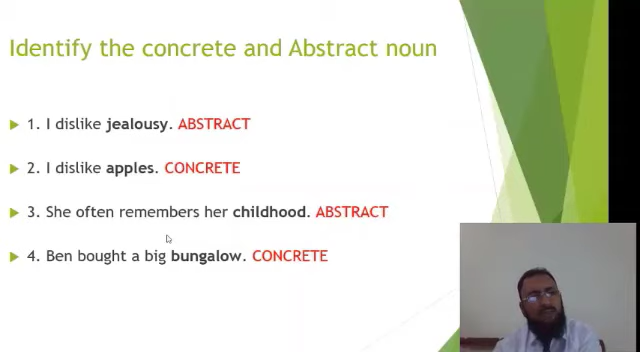 Identify the concrete and Abstract noun
1. I dislike jealousy. ABSTRACT
2. I dislike apples. CONCRETE
3. She often remembers her childhood. ABSTRACT
4. Ben bought a big bungalow. CONCRETE